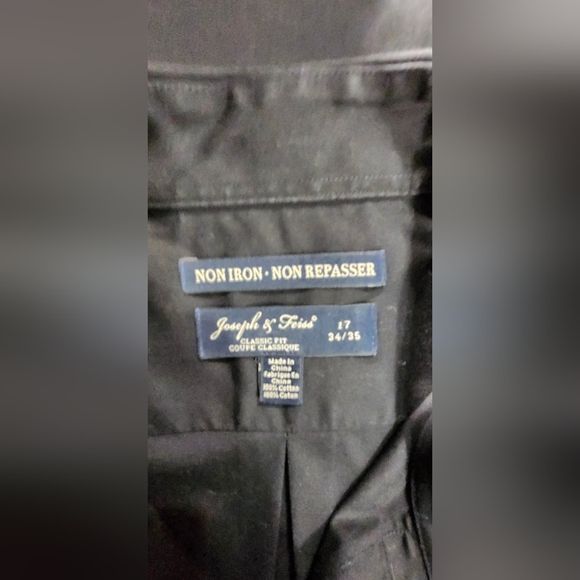 NON IRON · NON REPASSER
Joseph & Feiss®
17
34/35
CLASSIC FIT
COUPE CLASSIQUE
Made In
China
Fabrique En
Chine
100% Cotton
100% Coton